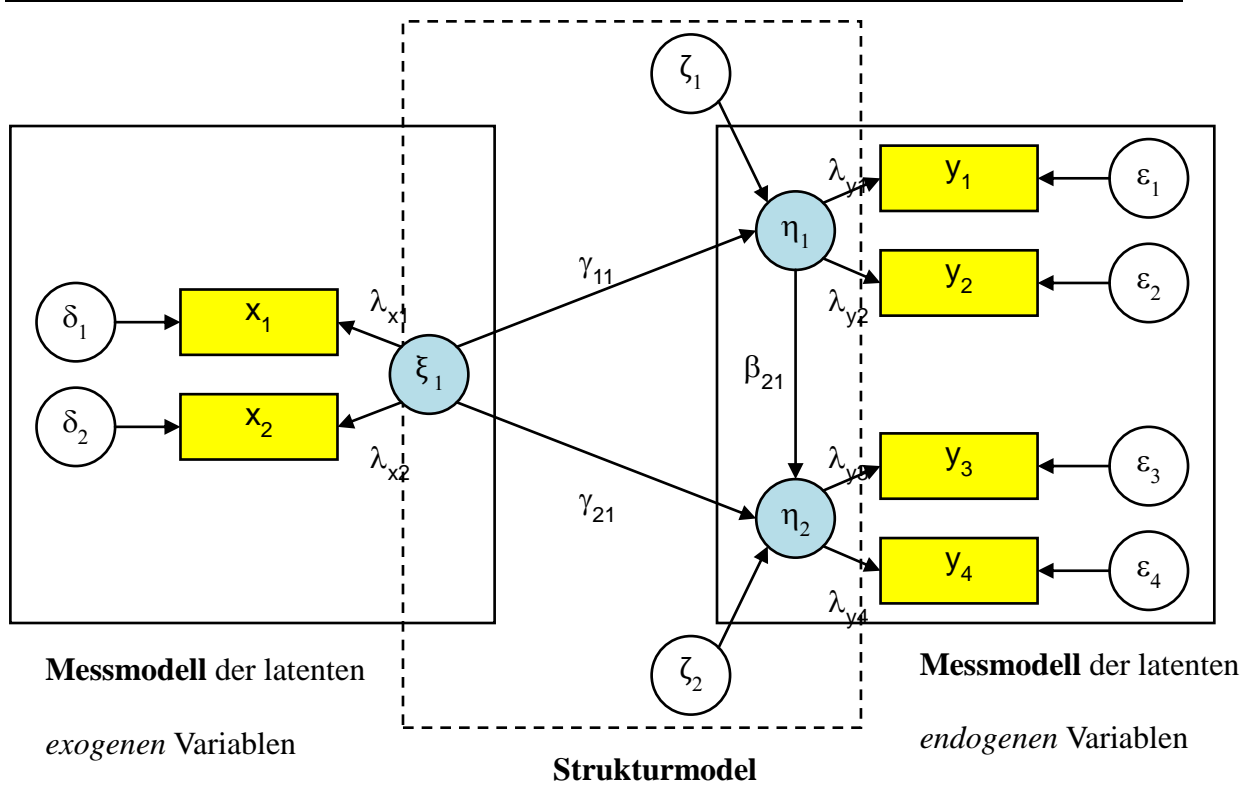 ζ1
λy1
y1
ε1
η1
γ11
λx1
y2
ε2
δ1
x1
λy2
ξ1
β21
δ2
x2
λx2
λy3
y3
ε3
γ21
η2
y4
ε4
λy4
ζ2
Messmodell der latenten
exogenen Variablen
Messmodell der latenten
endogenen Variablen
Strukturmodel